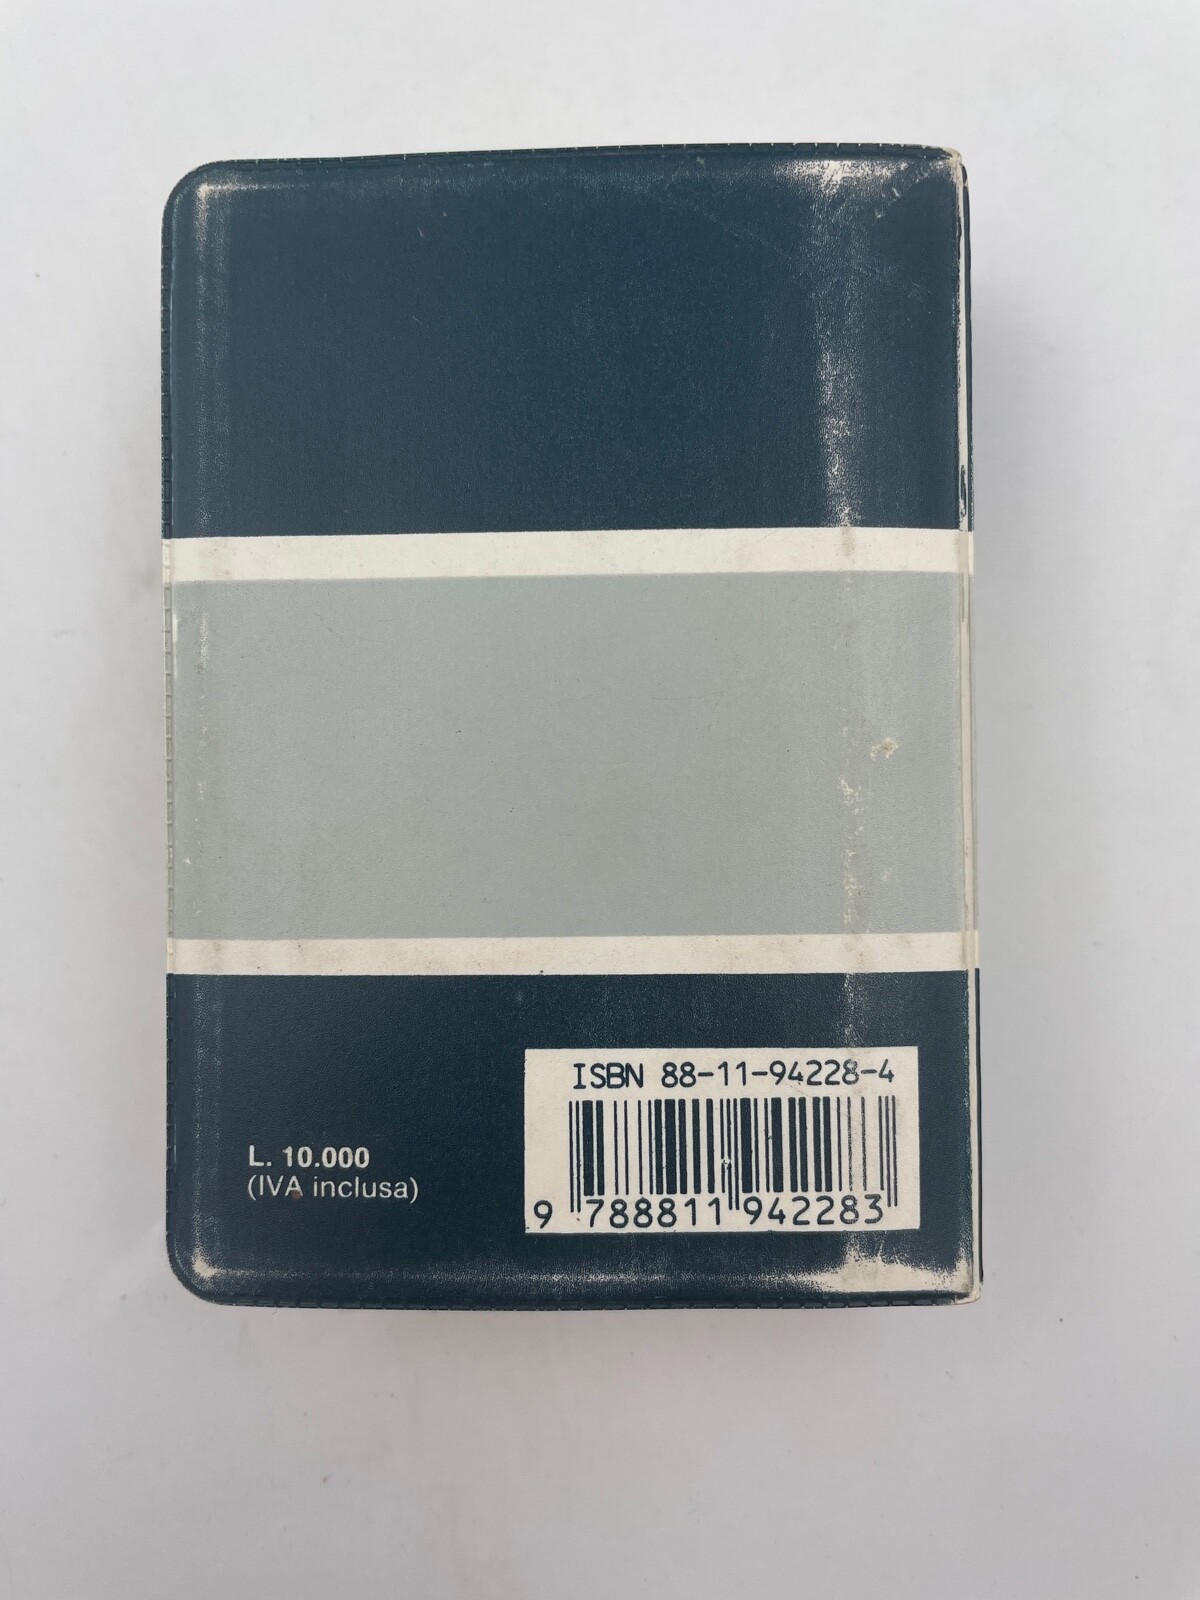 ISBN 88-11-94228-4
L. 10.000
(IVA inclusa)
9 788811 942283